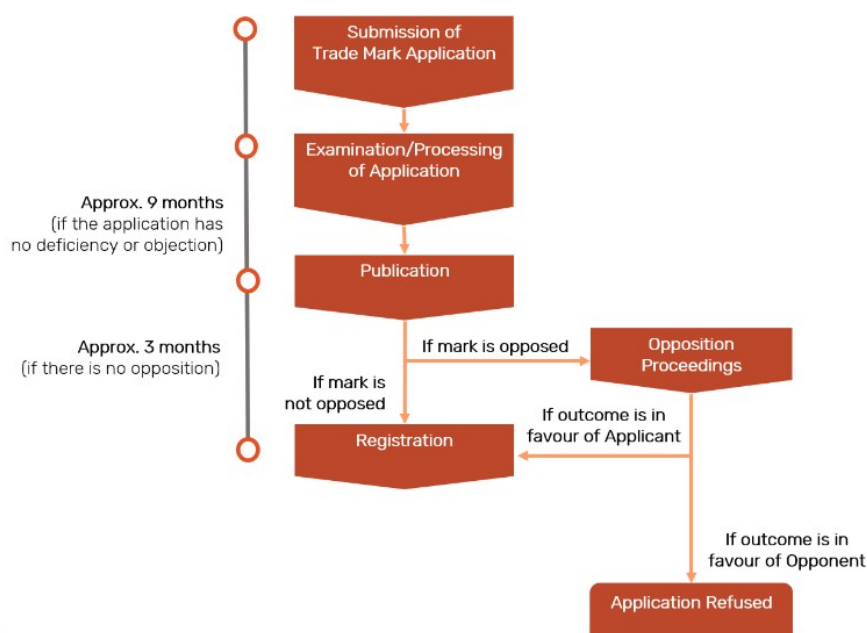 Submission of
Trade Mark Application
Examination/Processing
of Application
Approx. 9 months
(if the application has
no deficiency or objection)
Publication
Approx. 3 months
(if there is no opposition)
If mark is opposed
Opposition
Proceedings
If mark is
not opposed
If outcome is in
favour of Applicant
Registration
If outcome is in
favour of Opponent
Application Refused